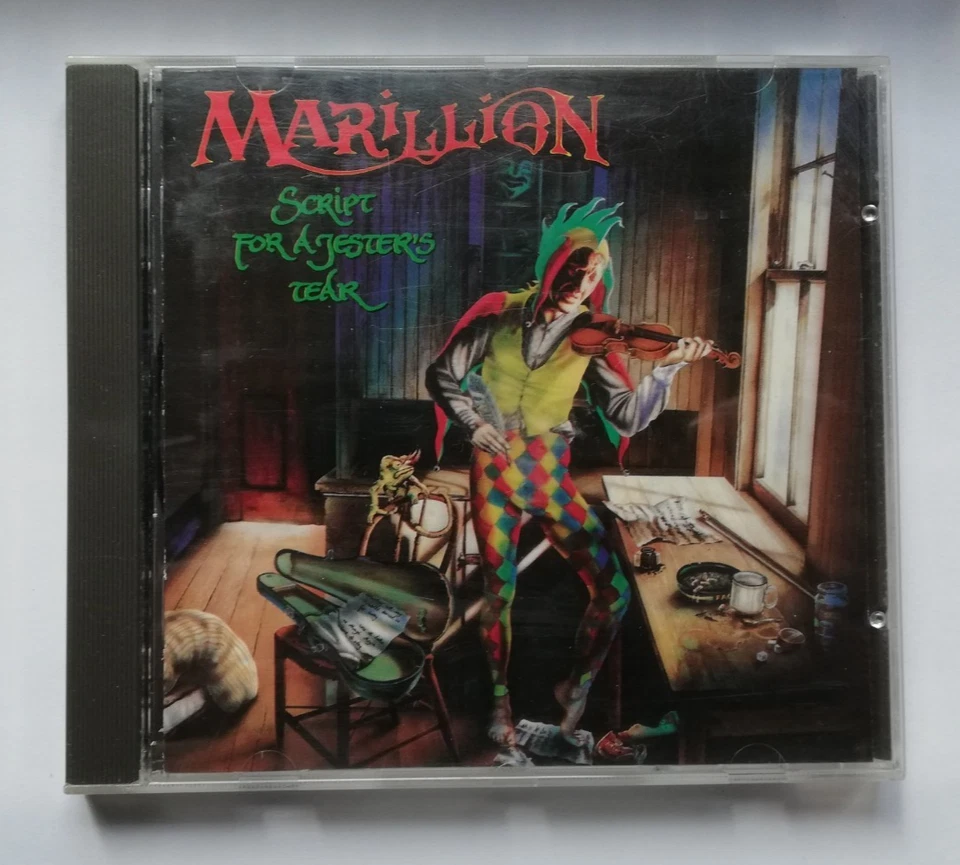 MARiLLiON
Script
for A Jester's
tear